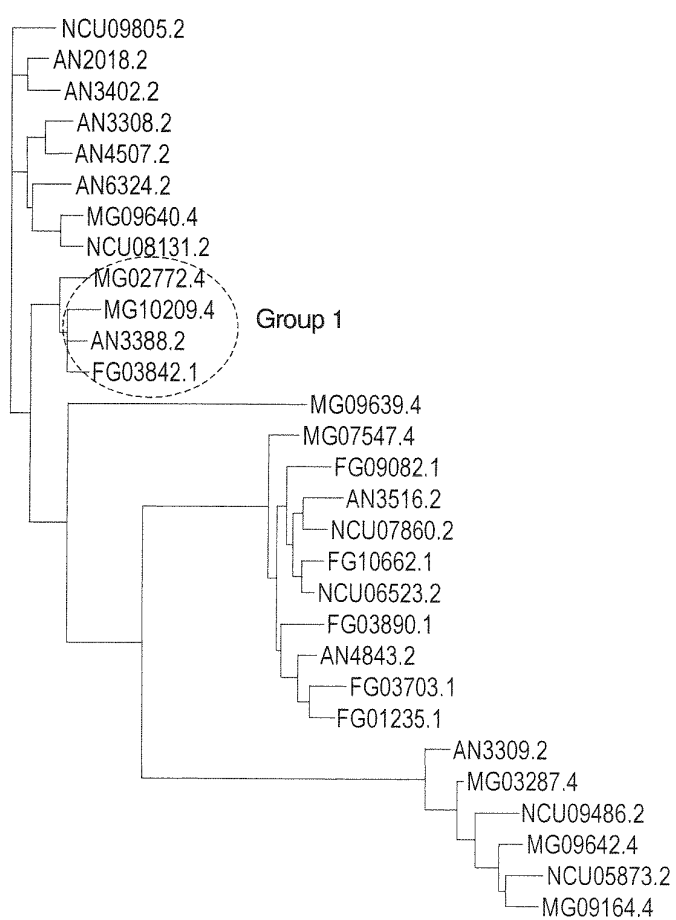 NCU09805.2
AN2018.2
AN3402.2
AN3308.2
AN4507.2
AN6324.2
MG09640.4
NCU08131.2
MG02772.4
MG10209.4
Group 1
AN3388.2
FG03842.1
MG09639.4
MG07547.4
FG09082.1
AN3516.2
NCU07860.2
FG10662.1
NCU06523.2
FG03890.1
AN4843.2
FG03703.1
FG01235.1
AN3309.2
MG03287.4
NCU09486.2
MG09642.4
NCU05873.2
MG09164.4